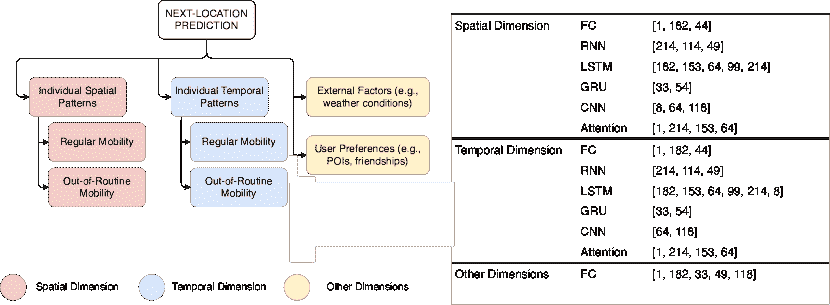 NEXT-LOCATION
PREDICTION
Individual Spatial
Patterns
Regular Mobility
Out-of-Routine
Mobility
Individual Temporal
Patterns
Regular Mobility
Out-of-Routine
Mobility
External Factors (e.g.,
weather conditions)
User Preferences (e.g.,
POIs, friendships)
Spatial Dimension
Temporal Dimension
Other Dimensions
Spatial Dimension FC [1, 182, 44]
RNN [214, 114, 49]
LSTM [182, 153, 64, 99, 214]
GRU [33, 54]
CNN [8, 64, 118]
Attention [1, 214, 153, 64]
Temporal Dimension FC [1, 182, 44]
RNN [214, 114, 49]
LSTM [182, 153, 64, 99, 214, 8]
GRU [33, 54]
CNN [64, 118]
Attention [1, 214, 153, 64]
Other Dimensions FC [1, 182, 33, 49, 118]